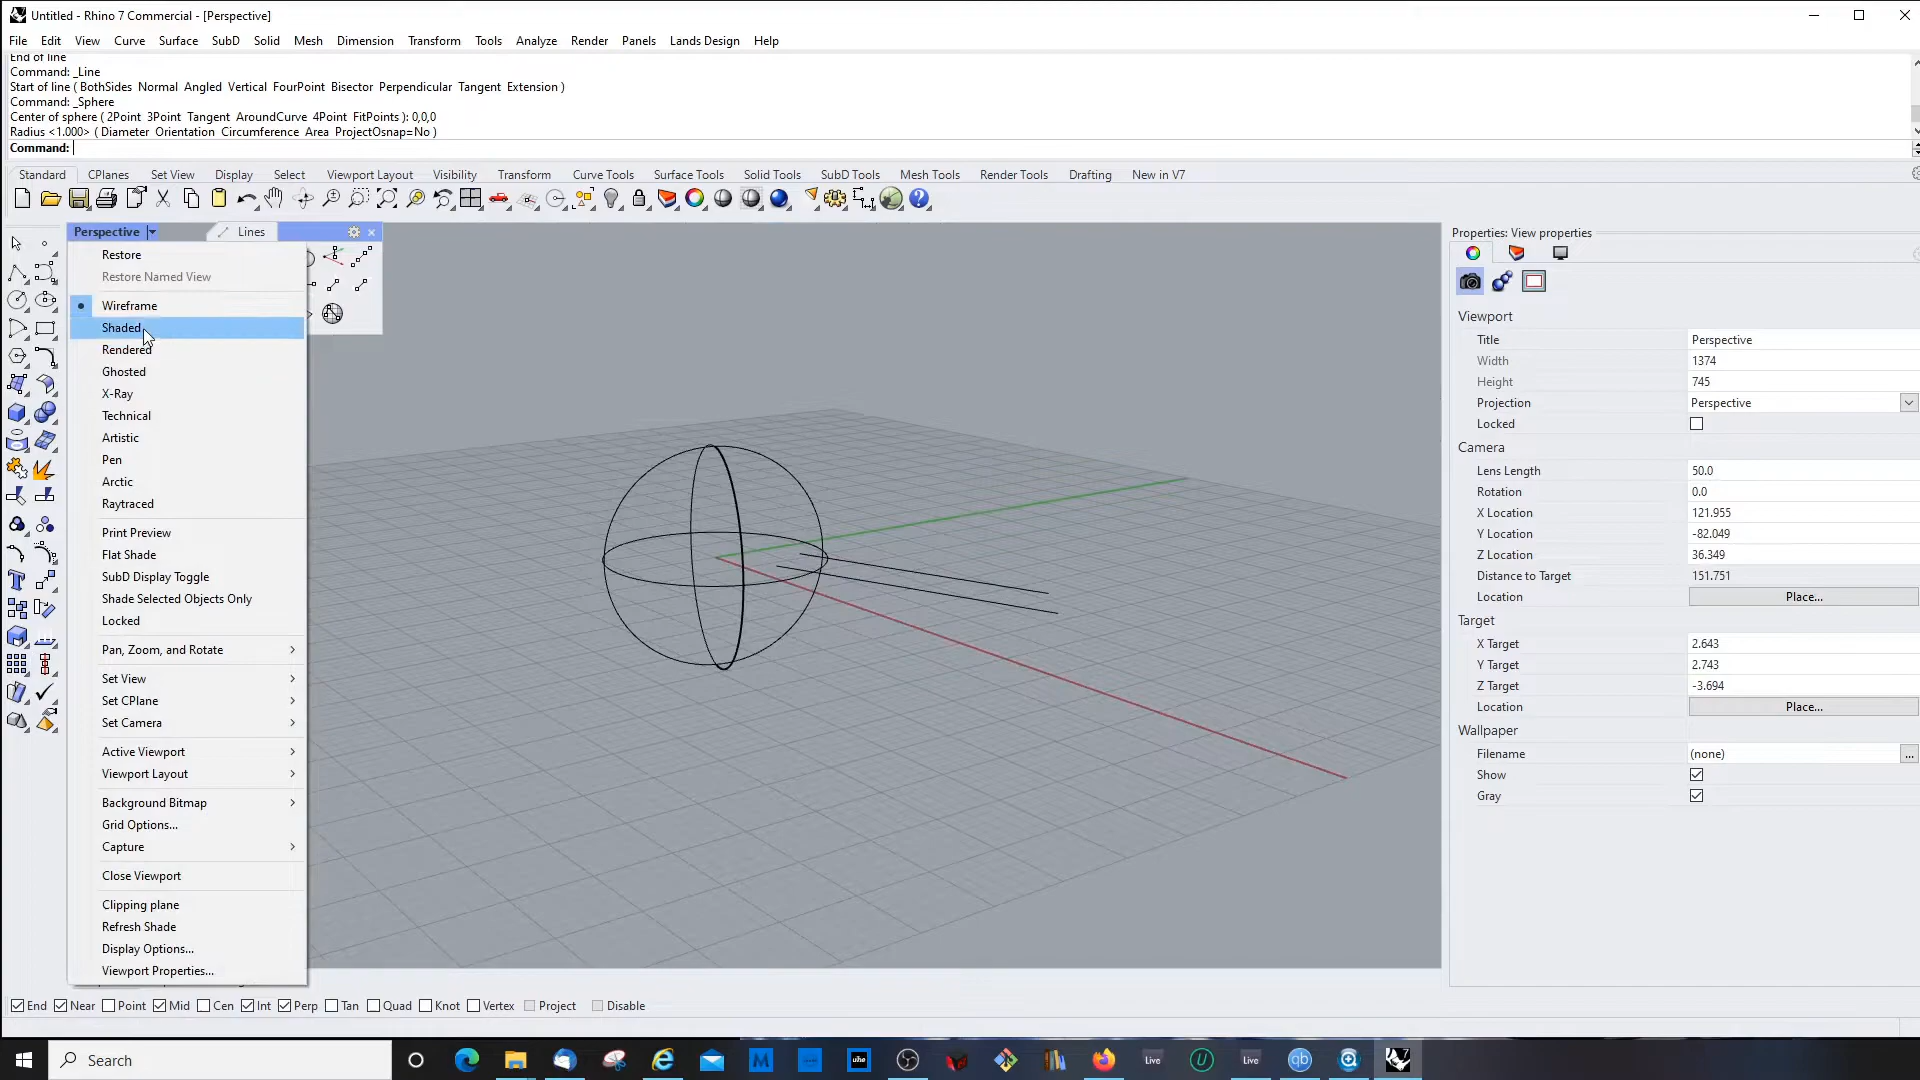 Untitled - Rhino 7 Commercial - [Perspective]
File Edit View Curve Surface SubD Solid Mesh Dimension Transform Tools Analyze Render Panels Lands Design Help
End of line
Command: _Line
Start of line ( BothSides Normal Angled Vertical FourPoint Bisector Perpendicular Tangent Extension )
Command: _Sphere
Center of sphere ( 2Point 3Point Tangent AroundCurve 4Point FitPoints ): 0,0,0
Radius <1.000> ( Diameter Orientation Circumference Area ProjectOsnap=No )
Command:
Standard CPlanes Set View Display Select Viewport Layout Visibility Transform Curve Tools Surface Tools Solid Tools SubD Tools Mesh Tools Render Tools Drafting New in V7
Perspective
Lines
Restore
Restore Named View
Wireframe
Shaded
Rendered
Ghosted
X-Ray
Technical
Artistic
Pen
Arctic
Raytraced
Print Preview
Flat Shade
SubD Display Toggle
Shade Selected Objects Only
Locked
Pan, Zoom, and Rotate
Set View
Set CPlane
Set Camera
Active Viewport
Viewport Layout
Background Bitmap
Grid Options...
Capture
Close Viewport
Clipping plane
Refresh Shade
Display Options...
Viewport Properties...
Properties: View properties
Viewport
Title Perspective
Width 1374
Height 745
Projection Perspective
Locked
Camera
Lens Length 50.0
Rotation 0.0
X Location 121.955
Y Location -82.049
Z Location 36.349
Distance to Target 151.751
Location Place...
Target
X Target 2.643
Y Target 2.743
Z Target -3.694
Location Place...
Wallpaper
Filename (none) ...
Show
Gray
End Near Point Mid Cen Int Perp Tan Quad Knot Vertex Project Disable
Search
uhe
Live
Live
qb